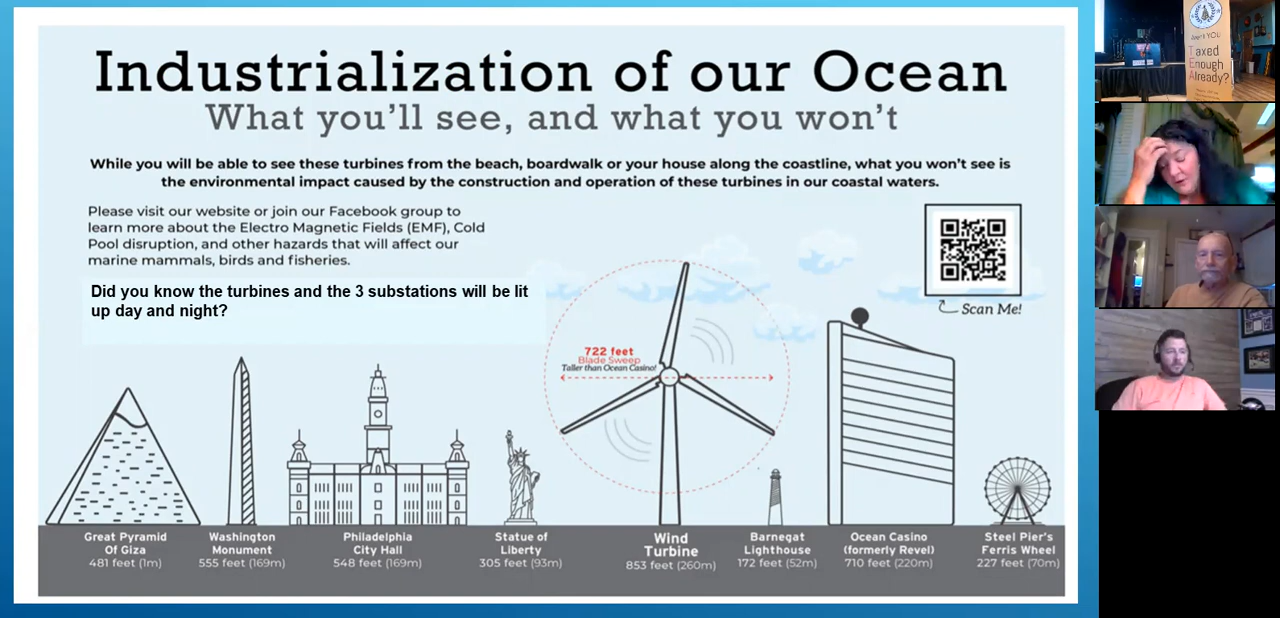 Industrialization of our Ocean
What you'll see, and what you won't
While you will be able to see these turbines from the beach, boardwalk or your house along the coastline, what you won't see is
the environmental impact caused by the construction and operation of these turbines in our coastal waters.
Please visit our website or join our Facebook group to
learn more about the Electro Magnetic Fields (EMF), Cold
Pool disruption, and other hazards that will affect our
marine mammals, birds and fisheries.
Did you know the turbines and the 3 substations will be lit
up day and night?
Scan Me!
722 feet
Blade Sweep
Taller than Ocean Casino!
Great Pyramid
Of Giza
481 feet (1m)
Washington
Monument
555 feet (169m)
Philadelphia
City Hall
548 feet (169m)
Statue of
Liberty
305 feet (93m)
Wind
Turbine
853 feet (260m)
Barnegat
Lighthouse
172 feet (52m)
Ocean Casino
(formerly Revel)
710 feet (220m)
Steel Pier's
Ferris Wheel
227 feet (70m)
Aren't YOU
Taxed
Enough
Already?